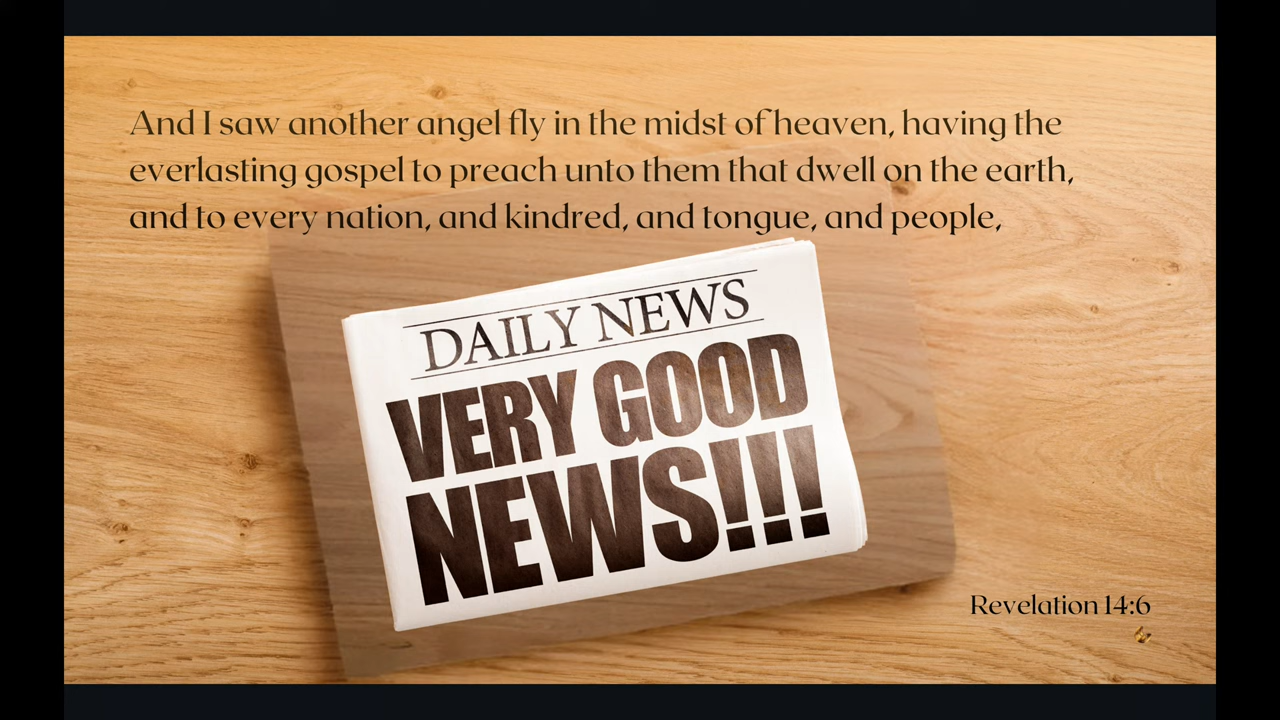 And I saw another angel fly in the midst of heaven, having the
everlasting gospel to preach unto them that dwell on the earth,
and to every nation, and kindred, and tongue, and people,
DAILY NEWS
VERY GOOD
NEWS!!!
Revelation 14:6